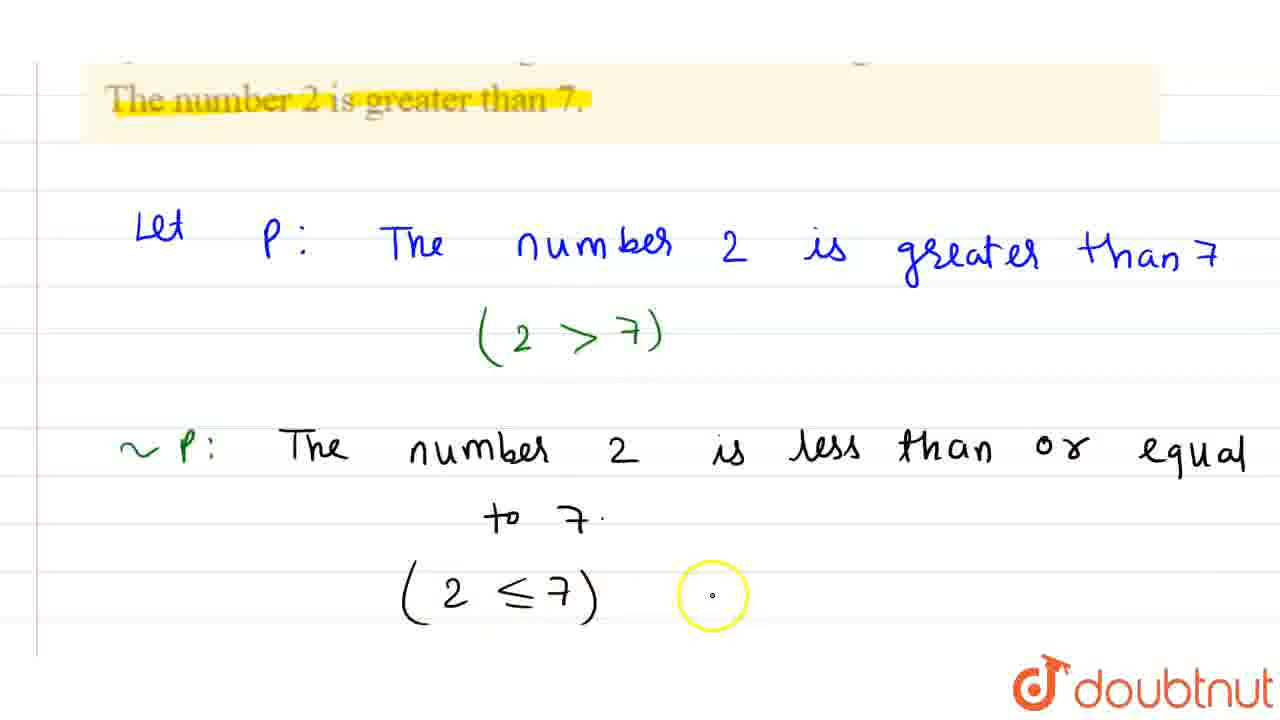 The number 2 is greater than 7.
Let P: The number 2 is greater than 7
(2 > 7)
~ P: The number 2 is less than or equal
to 7.
(2 ≤ 7)
doubtnut